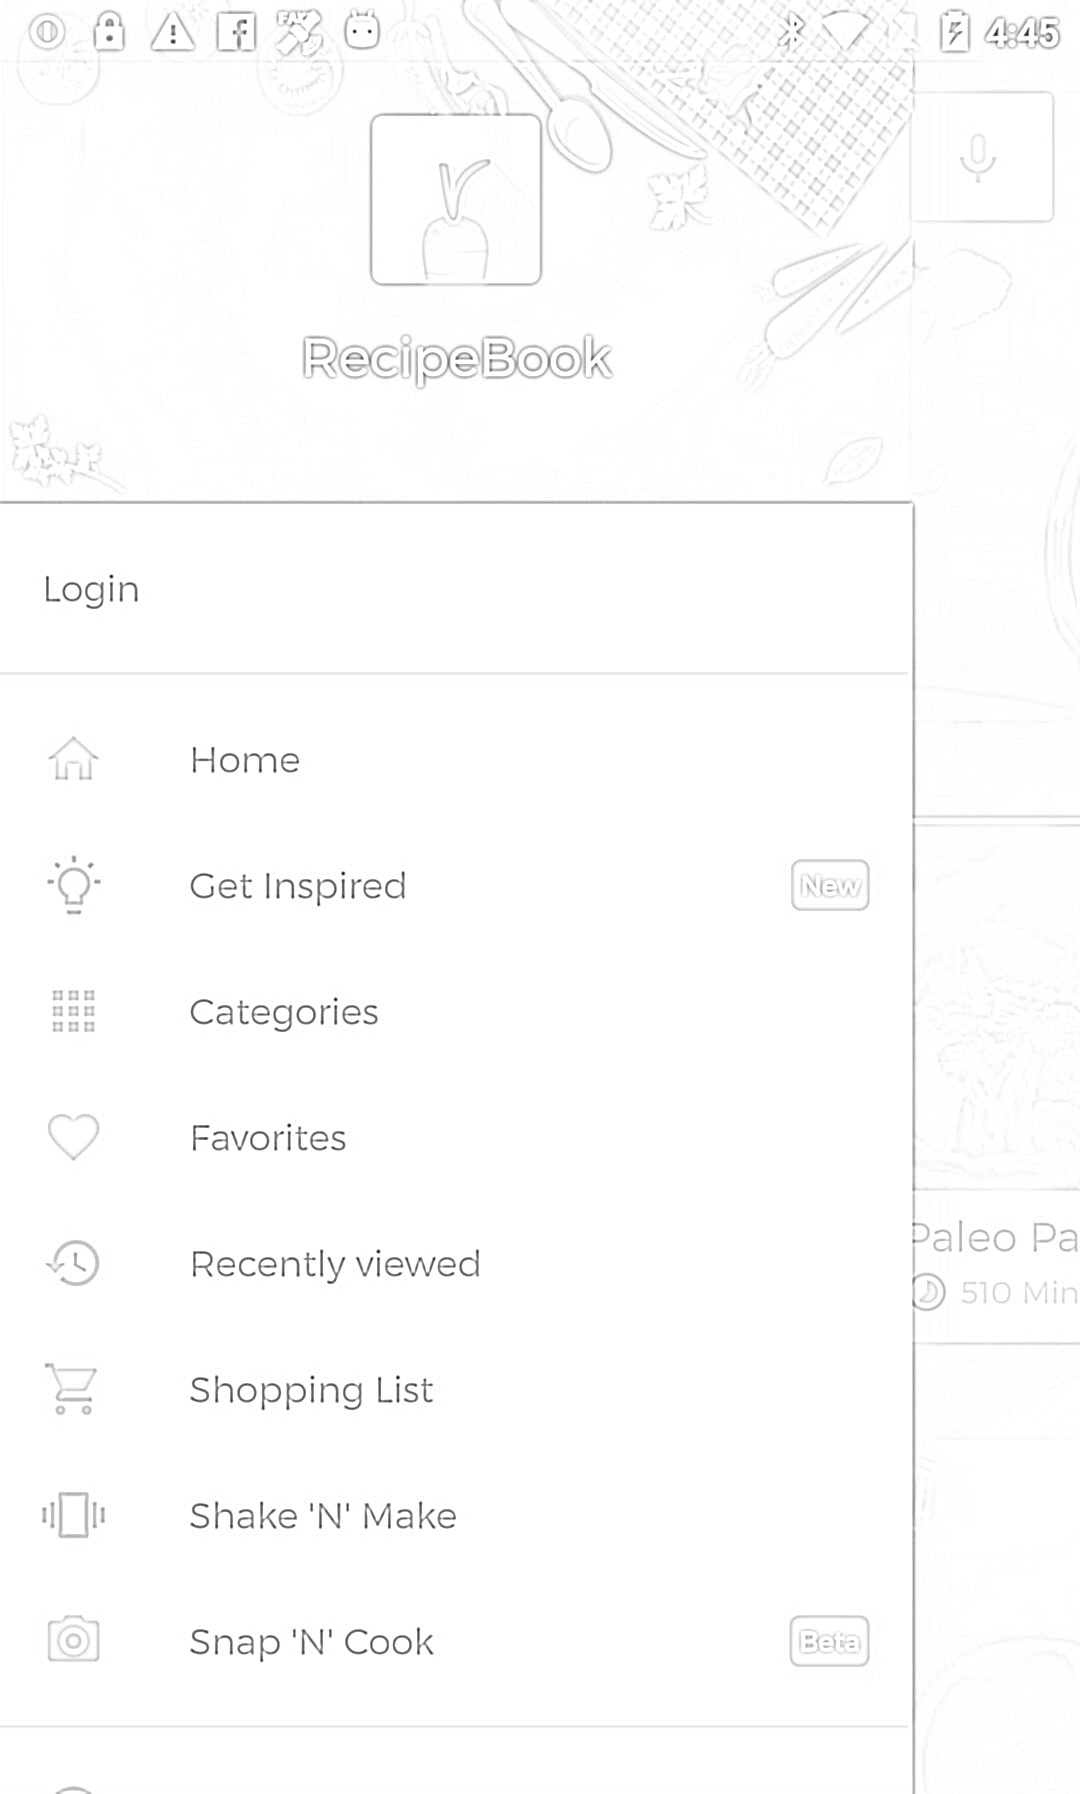 4:45
RecipeBook
Login
Home
Get Inspired
New
Categories
Favorites
Recently viewed
Paleo Pa
510 Min
Shopping List
Shake 'N' Make
Snap 'N' Cook
Beta